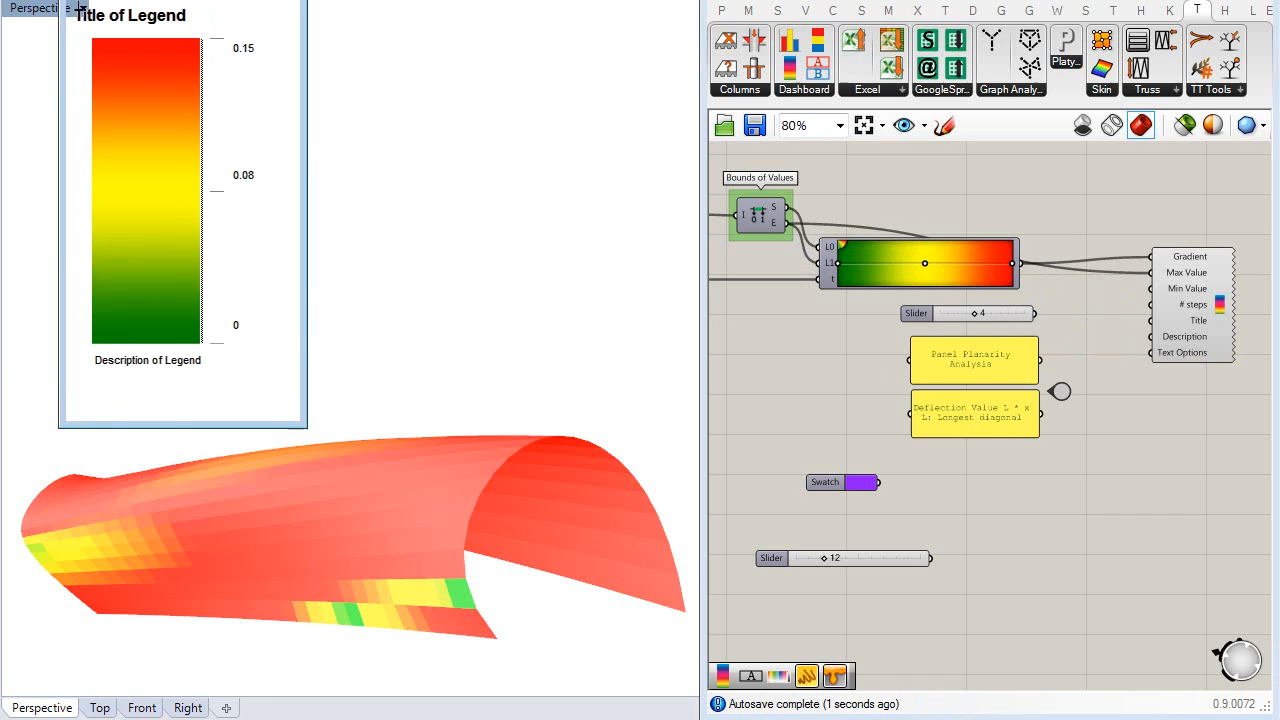 Perspective
Title of Legend
0.15
0.08
0
Description of Legend
Perspective
Top
Front
Right
P M S V C S M X T D G W S T H K T H L E
A
B
S
@
P
Columns
Dashboard
Excel
GoogleSpr..
Graph Analy..
Platy...
Skin
Truss
TT Tools
80%
Bounds of Values
I
S
E
0 1
L0
L1
t
Gradient
Max Value
Min Value
# steps
Title
Description
Text Options
Slider
4
Panel Planarity
Analysis
Deflection Value L * x
L: Longest diagonal
Swatch
Slider
12
A
Autosave complete (1 seconds ago)
0.9.0072